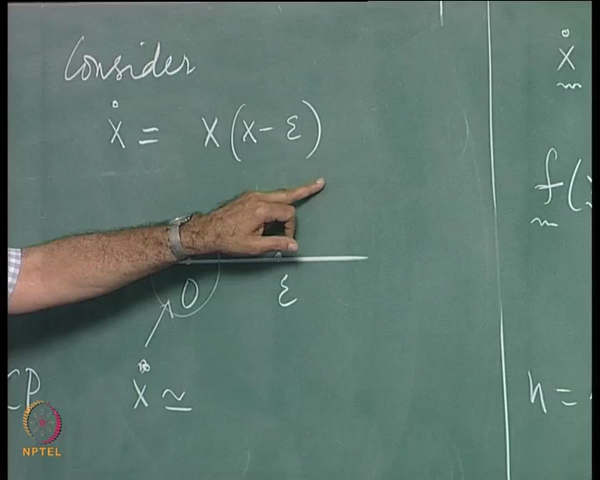 Consider
ẋ = x(x - ε)
0 ε
ẋ ≃
CP
ẋ
f(
h =
NPTEL